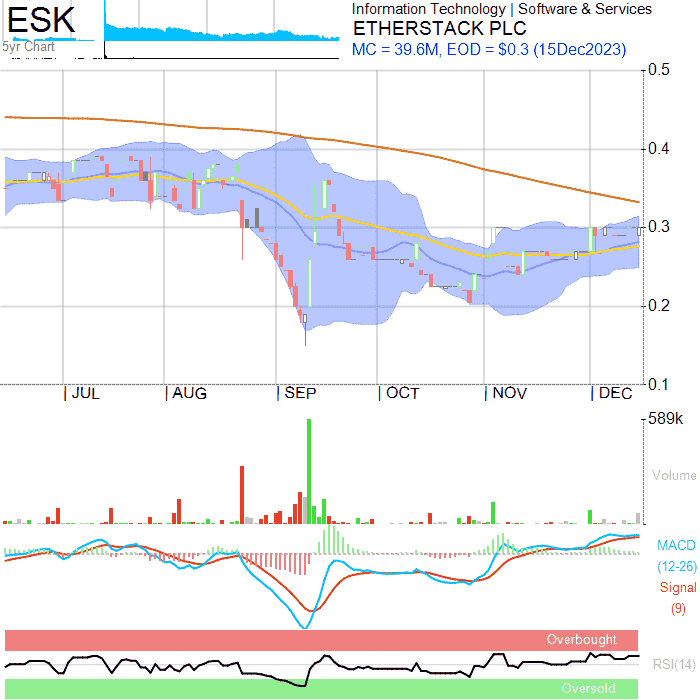 ESK
5yr Chart
Information Technology | Software & Services
ETHERSTACK PLC
MC = 39.6M, EOD = $0.3 (15Dec2023)
0.5
0.4
0.3
0.2
0.1
JUL AUG SEP OCT NOV DEC
589k
Volume
MACD
(12-26)
Signal
(9)
Overbought
RSI(14)
Oversold